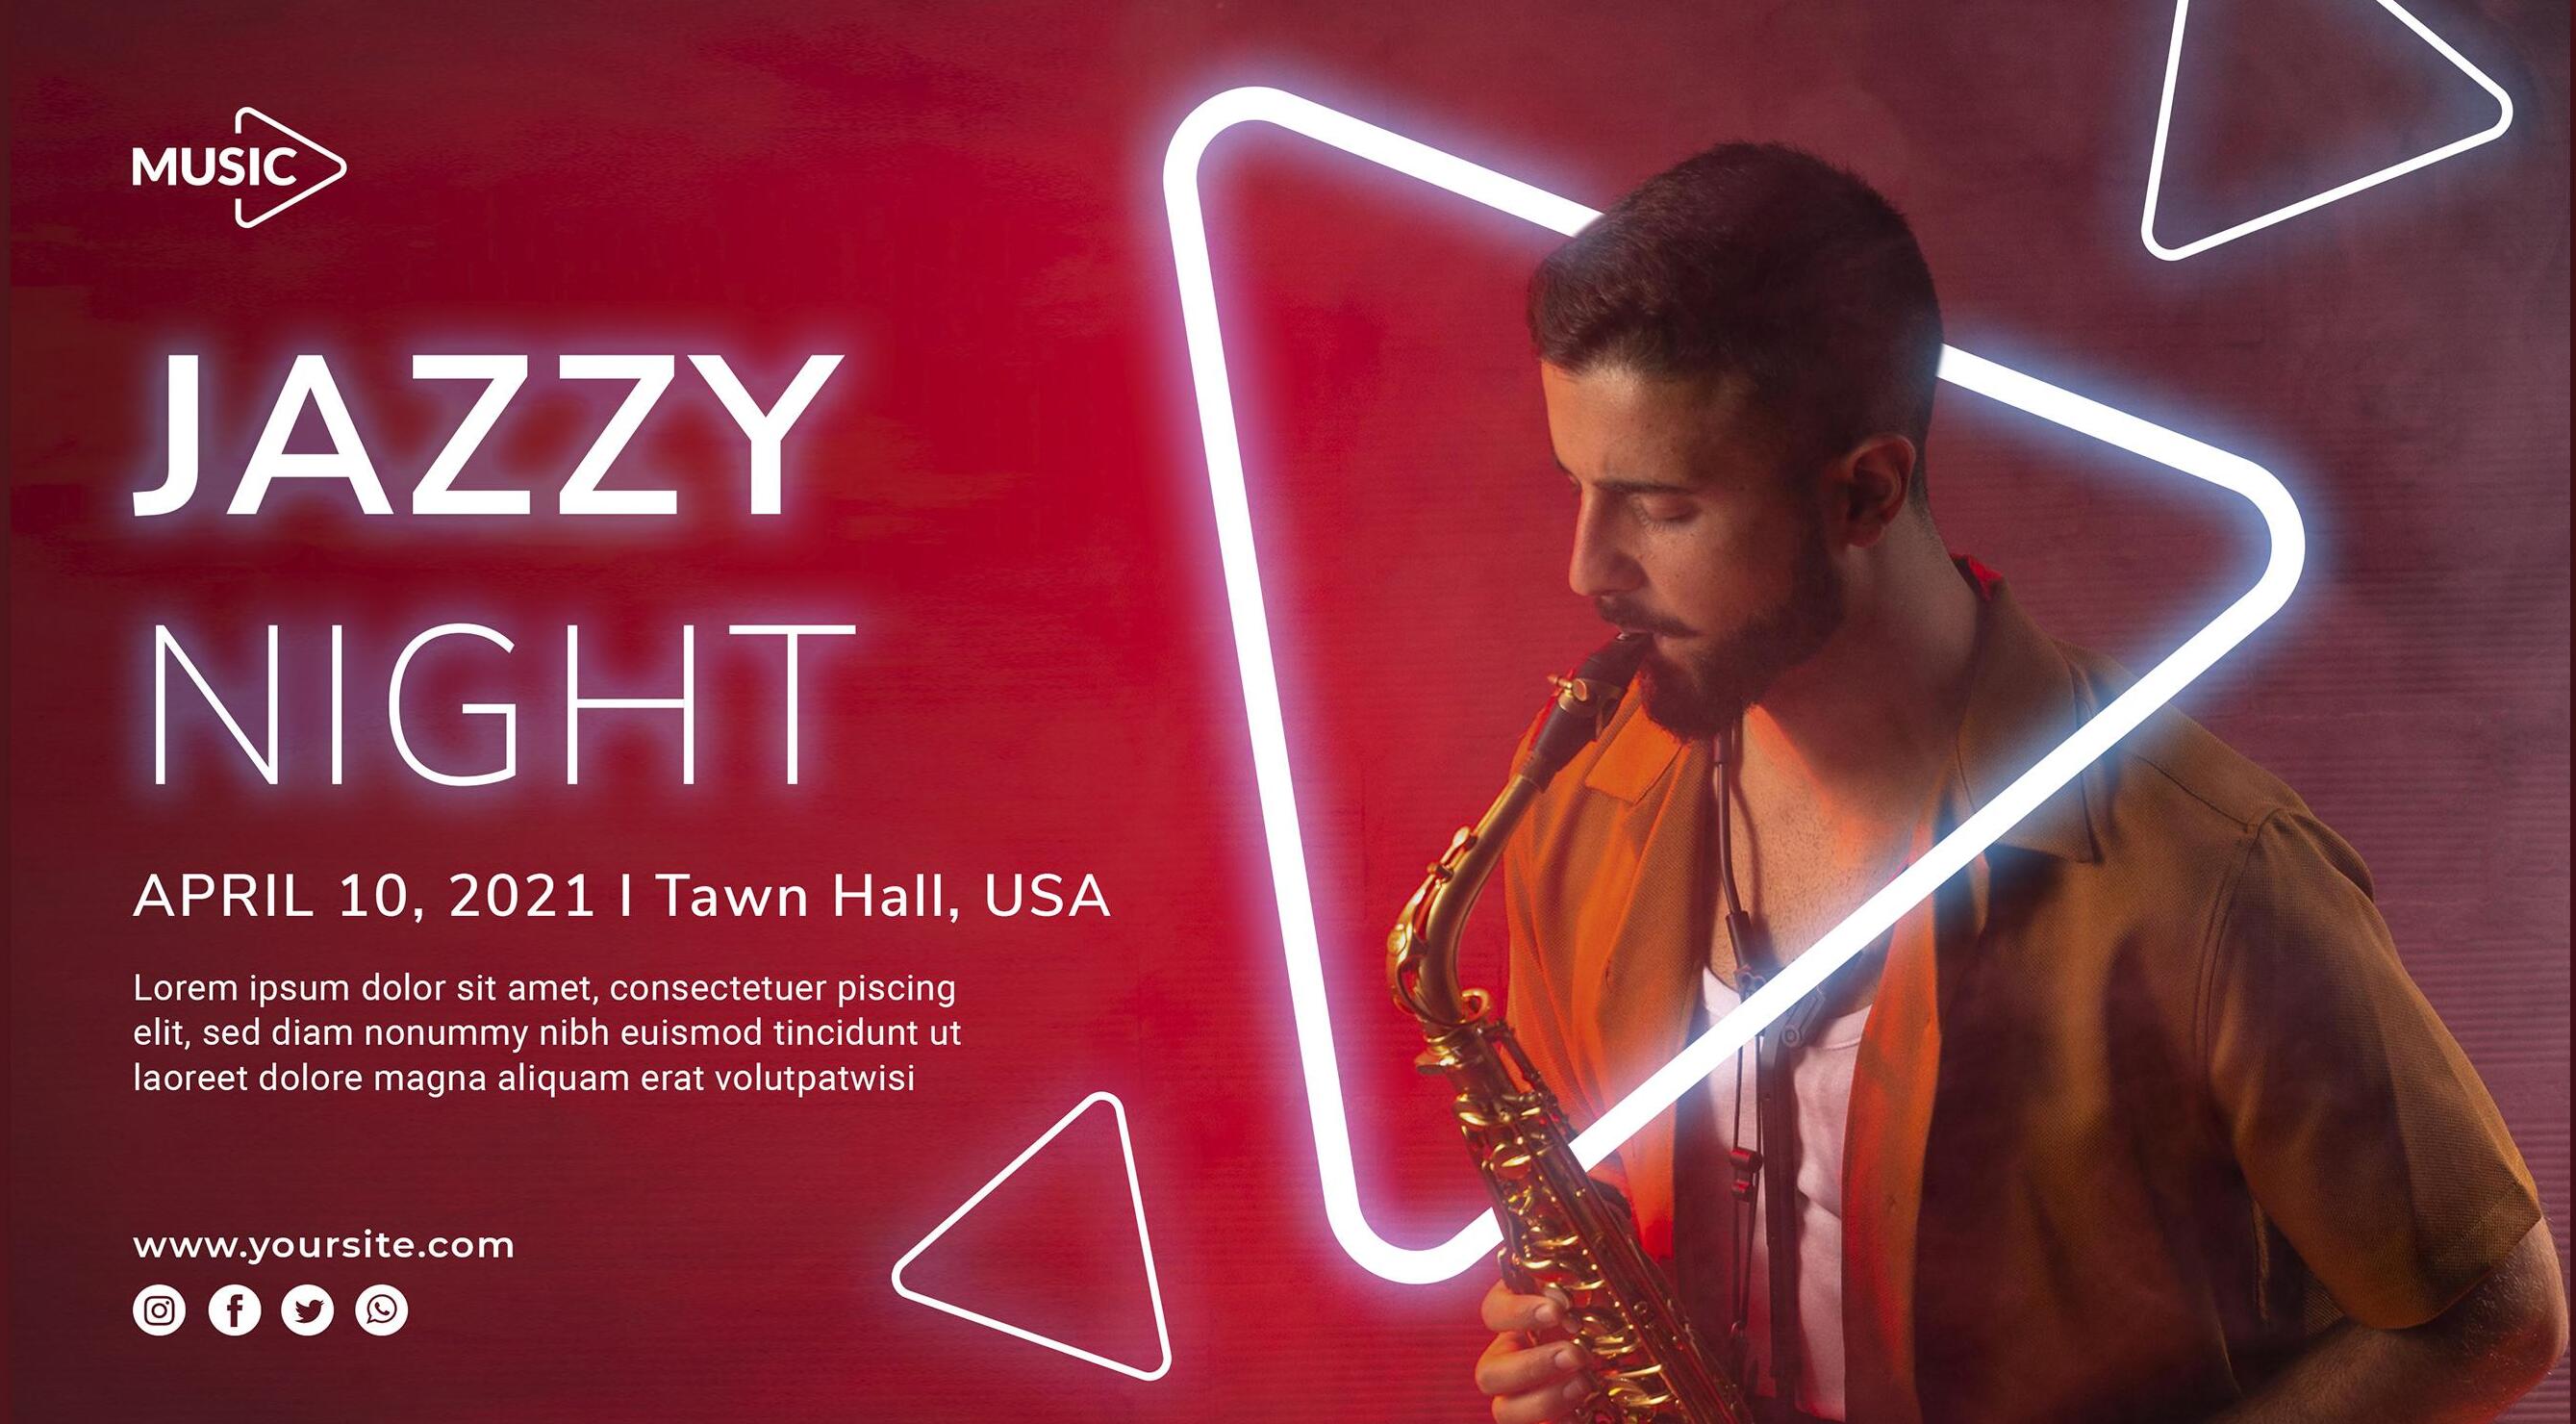 MUSIC
JAZZY
NIGHT
APRIL 10, 2021 I Tawn Hall, USA
Lorem ipsum dolor sit amet, consectetuer piscing
elit, sed diam nonummy nibh euismod tincidunt ut
laoreet dolore magna aliquam erat volutpatwisi
www.yoursite.com